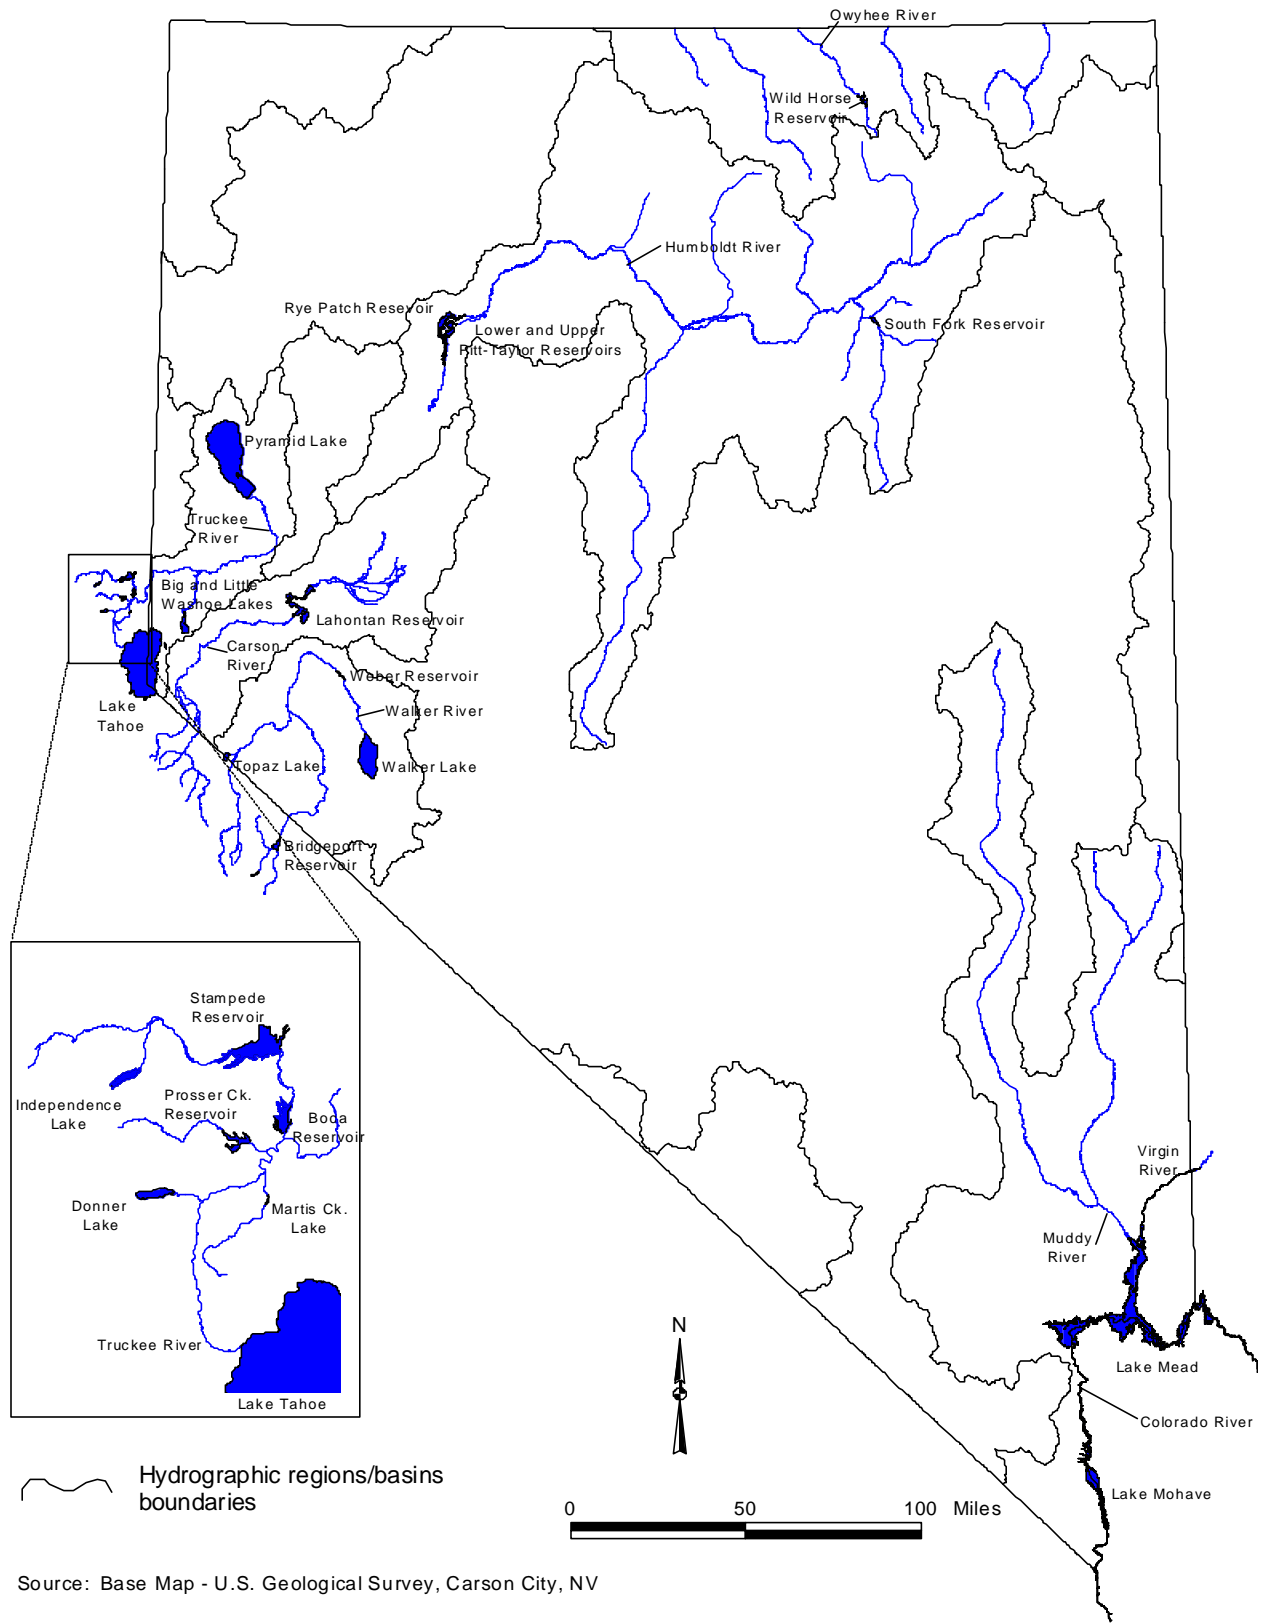 Owyhee River
Wild Horse
Reservoir
Humboldt River
Rye Patch Reservoir
Lower and Upper
Pitt-Taylor Reservoirs
South Fork Reservoir
Pyramid Lake
Truckee
River
Big and Little
Washoe Lakes
Lahontan Reservoir
Carson
River
Weber Reservoir
Lake
Tahoe
Walker River
Topaz Lake
Walker Lake
Bridgeport
Reservoir
Stampede
Reservoir
Independence
Lake
Prosser Ck.
Reservoir
Boca
Reservoir
Donner
Lake
Martis Ck.
Lake
Truckee River
Lake Tahoe
Virgin
River
Muddy
River
N
Lake Mead
Colorado River
Lake Mohave
Hydrographic regions/basins
boundaries
0 50 100 Miles
Source: Base Map - U.S. Geological Survey, Carson City, NV